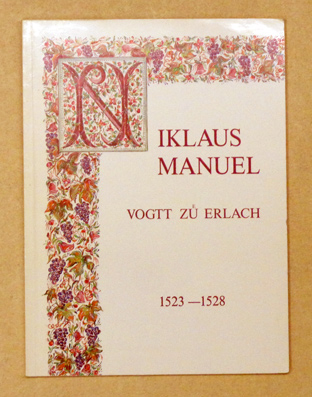 NIKLAUS
MANUEL
VOGTT ZŮ ERLACH
1523—1528